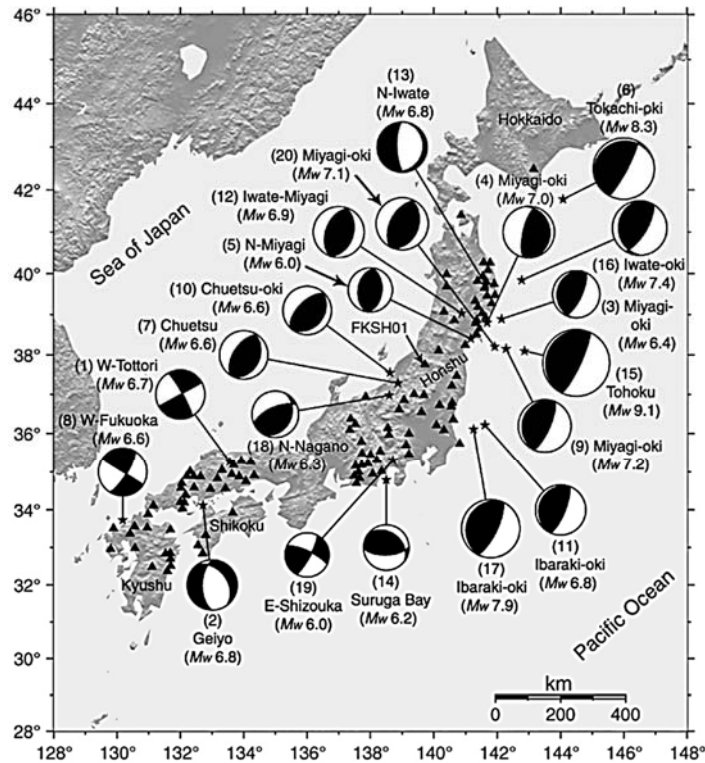 46°
44°
42°
40°
38°
36°
34°
32°
30°
28°
128°
130°
132°
134°
136°
138°
140°
142°
144°
146°
148°
Sea of Japan
Pacific Ocean
Hokkaido
Honshu
Shikoku
Kyushu
FKSH01
(13)
N-Iwate
(Mw 6.8)
(6)
Tokachi-oki
(Mw 8.3)
(20) Miyagi-oki
(Mw 7.1)
(4) Miyagi-oki
(Mw 7.0)
(12) Iwate-Miyagi
(Mw 6.9)
(5) N-Miyagi
(Mw 6.0)
(16) Iwate-oki
(Mw 7.4)
(10) Chuetsu-oki
(Mw 6.6)
(3) Miyagi-
oki
(Mw 6.4)
(7) Chuetsu
(Mw 6.6)
(1) W-Tottori
(Mw 6.7)
(15)
Tohoku
(Mw 9.1)
(8) W-Fukuoka
(Mw 6.6)
(18) N-Nagano
(Mw 6.3)
(9) Miyagi-oki
(Mw 7.2)
(2)
Geiyo
(Mw 6.8)
(19)
E-Shizouka
(Mw 6.0)
(14)
Suruga Bay
(Mw 6.2)
(17)
Ibaraki-oki
(Mw 7.9)
(11)
Ibaraki-oki
(Mw 6.8)
km
0 200 400